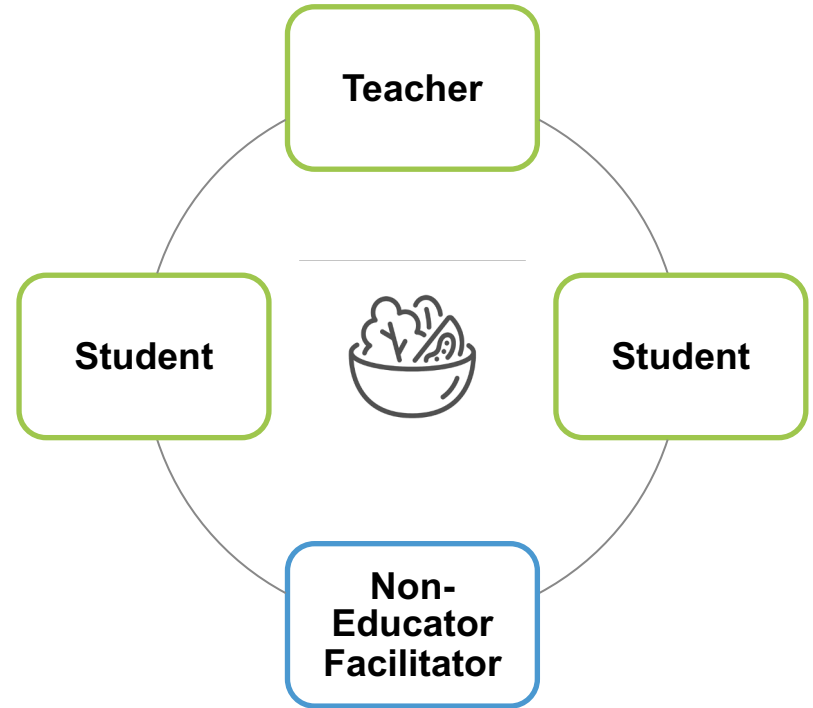 Teacher
Student
Student
Non-
Educator
Facilitator